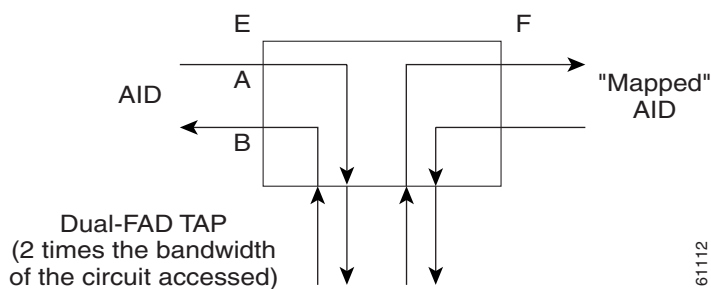 E
F
A
AID
"Mapped"
AID
B
Dual-FAD TAP
(2 times the bandwidth
of the circuit accessed)
61112